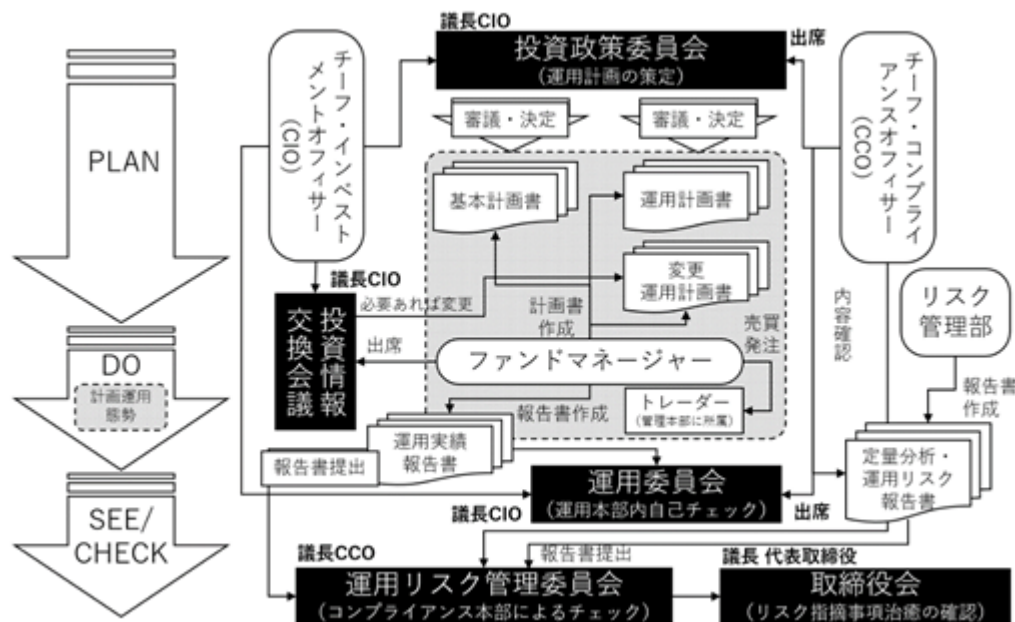 議長CIO
投資政策委員会
(運用計画の策定)
出席
チーフ・インベスト
メントオフィサー
(CIO)
チーフ・コンプライ
アンスオフィサー
(CCO)
審議・決定
審議・決定
PLAN
基本計画書
運用計画書
議長CIO
変更
運用計画書
必要あれば変更
計画書
作成
売買
発注
内容確認
リスク
管理部
投資情報
交換会議
出席
ファンドマネージャー
DO
計画運用
態勢
報告書作成
トレーダー
(管理本部に所属)
報告書
作成
運用実績
報告書
報告書提出
定量分析・
運用リスク
報告書
運用委員会
(運用本部内自己チェック)
議長CIO
出席
SEE/
CHECK
議長CCO
報告書提出
議長 代表取締役
運用リスク管理委員会
(コンプライアンス本部によるチェック)
取締役会
(リスク指摘事項治癒の確認)